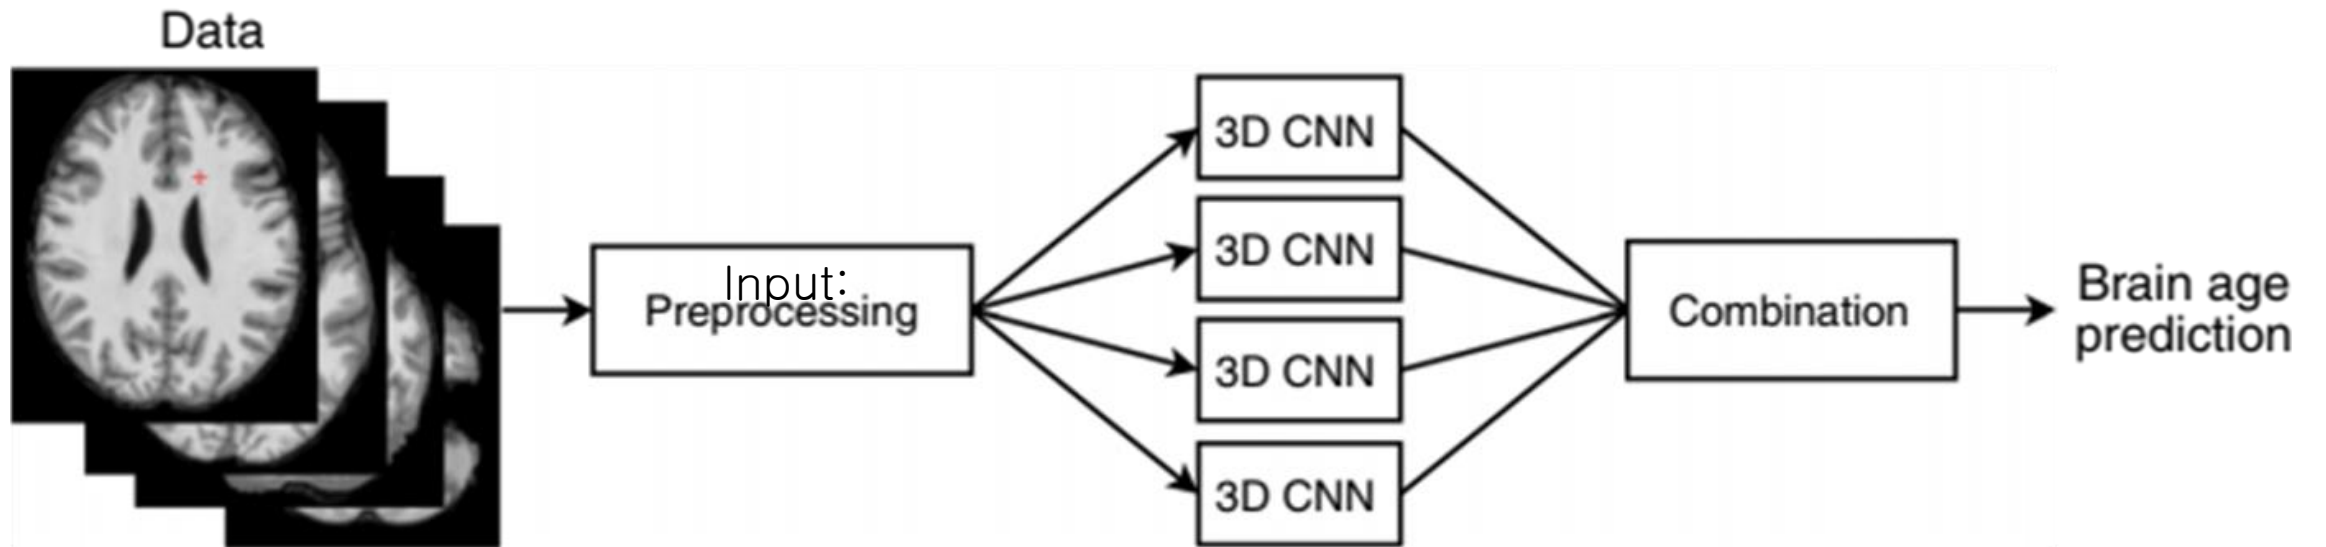 Data
Input:
Preprocessing
3D CNN
3D CNN
3D CNN
3D CNN
Combination
Brain age
prediction